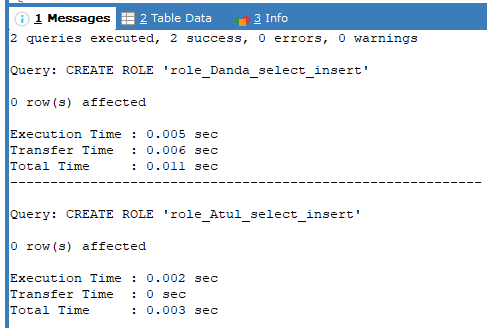 1 Messages 2 Table Data 3 Info
2 queries executed, 2 success, 0 errors, 0 warnings
Query: CREATE ROLE 'role_Danda_select_insert'
0 row(s) affected
Execution Time : 0.005 sec
Transfer Time  : 0.006 sec
Total Time     : 0.011 sec
-----------------------------------------------------------
Query: CREATE ROLE 'role_Atul_select_insert'
0 row(s) affected
Execution Time : 0.002 sec
Transfer Time  : 0 sec
Total Time     : 0.003 sec